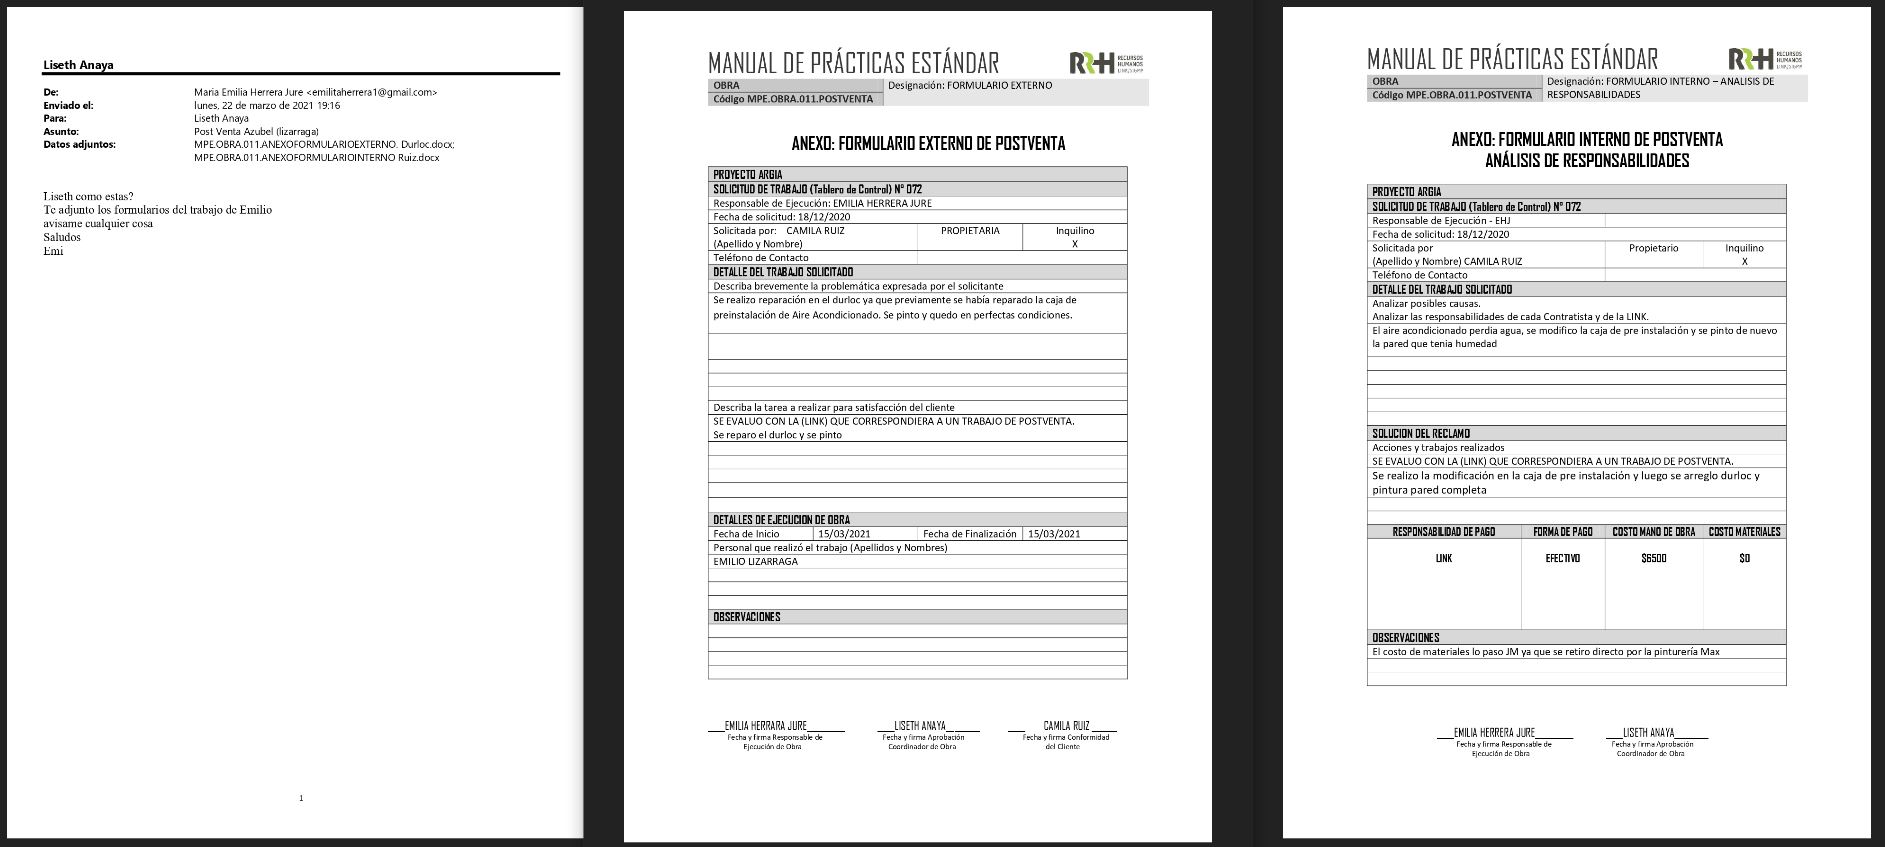 Liseth Anaya
De: Maria Emilia Herrera Jure <emilitaherrera1@gmail.com>
Enviado el: lunes, 22 de marzo de 2021 19:16
Para: Liseth Anaya
Asunto: Post Venta Azubel (lizarraga)
Datos adjuntos: MPE.OBRA.011.ANEXOFORMULARIOEXTERNO. Durloc.docx;
MPE.OBRA.011.ANEXOFORMULARIOINTERNO Ruiz.docx
Liseth como estas?
Te adjunto los formularios del trabajo de Emilio
avisame cualquier cosa
Saludos
Emi
1
MANUAL DE PRÁCTICAS ESTÁNDAR
RRH RECURSOS
HUMANOS
OBRA Designación: FORMULARIO EXTERNO
Código MPE.OBRA.011.POSTVENTA
ANEXO: FORMULARIO EXTERNO DE POSTVENTA
PROYECTO ARGIA
SOLICITUD DE TRABAJO (Tablero de Control) N° 072
Responsable de Ejecución: EMILIA HERRERA JURE
Fecha de solicitud: 18/12/2020
Solicitada por: CAMILA RUIZ PROPIETARIA Inquilino
(Apellido y Nombre) X
Teléfono de Contacto
DETALLE DEL TRABAJO SOLICITADO
Describa brevemente la problemática expresada por el solicitante
Se realizo reparación en el durloc ya que previamente se había reparado la caja de
preinstalación de Aire Acondicionado. Se pinto y quedo en perfectas condiciones.
Describa la tarea a realizar para satisfacción del cliente
SE EVALUO CON LA (LINK) QUE CORRESPONDIERA A UN TRABAJO DE POSTVENTA.
Se reparo el durloc y se pinto
DETALLES DE EJECUCION DE OBRA
Fecha de Inicio 15/03/2021 Fecha de Finalización 15/03/2021
Personal que realizó el trabajo (Apellidos y Nombres)
EMILIO LIZARRAGA
OBSERVACIONES
EMILIA HERRARA JURE LISETH ANAYA CAMILA RUIZ
Fecha y firma Responsable de Fecha y firma Aprobación Fecha y firma Conformidad
Ejecución de Obra Coordinador de Obra del Cliente
MANUAL DE PRÁCTICAS ESTÁNDAR
RRH RECURSOS
HUMANOS
OBRA Designación: FORMULARIO INTERNO – ANALISIS DE
Código MPE.OBRA.011.POSTVENTA RESPONSABILIDADES
ANEXO: FORMULARIO INTERNO DE POSTVENTA
ANÁLISIS DE RESPONSABILIDADES
PROYECTO ARGIA
SOLICITUD DE TRABAJO (Tablero de Control) N° 072
Responsable de Ejecución - EHJ
Fecha de solicitud: 18/12/2020
Solicitada por Propietario Inquilino
(Apellido y Nombre) CAMILA RUIZ X
Teléfono de Contacto
DETALLE DEL TRABAJO SOLICITADO
Analizar posibles causas.
Analizar las responsabilidades de cada Contratista y de la LINK.
El aire acondicionado perdia agua, se modifico la caja de pre instalación y se pinto de nuevo
la pared que tenia humedad
SOLUCION DEL RECLAMO
Acciones y trabajos realizados
SE EVALUO CON LA (LINK) QUE CORRESPONDIERA A UN TRABAJO DE POSTVENTA.
Se realizo la modificación en la caja de pre instalación y luego se arreglo durloc y
pintura pared completa
RESPONSABILIDAD DE PAGO FORMA DE PAGO COSTO MANO DE OBRA COSTO MATERIALES
LINK EFECTIVO $6500 $0
OBSERVACIONES
El costo de materiales lo paso JM ya que se retiro directo por la pinturería Max
EMILIA HERRERA JURE LISETH ANAYA
Fecha y firma Responsable de Fecha y firma Aprobación
Ejecución de Obra Coordinador de Obra